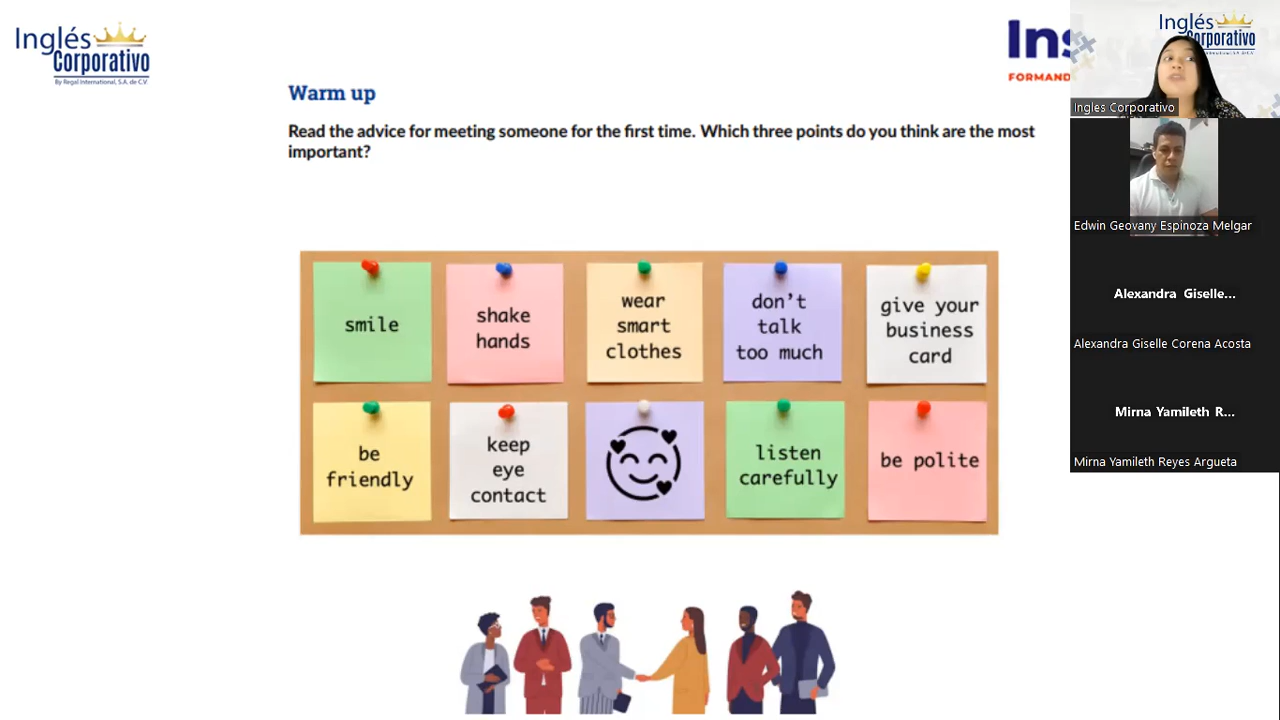 Inglés
Corporativo
By Regal International, S.A. de C.V.
Ins
FORMAND
Warm up
Read the advice for meeting someone for the first time. Which three points do you think are the most
important?
smile
shake
hands
wear
smart
clothes
don't
talk
too much
give your
business
card
be
friendly
keep
eye
contact
listen
carefully
be polite
Inglés
Corporativo
Ingles Corporativo
Edwin Geovany Espinoza Melgar
Alexandra Giselle...
Alexandra Giselle Corena Acosta
Mirna Yamileth R...
Mirna Yamileth Reyes Argueta